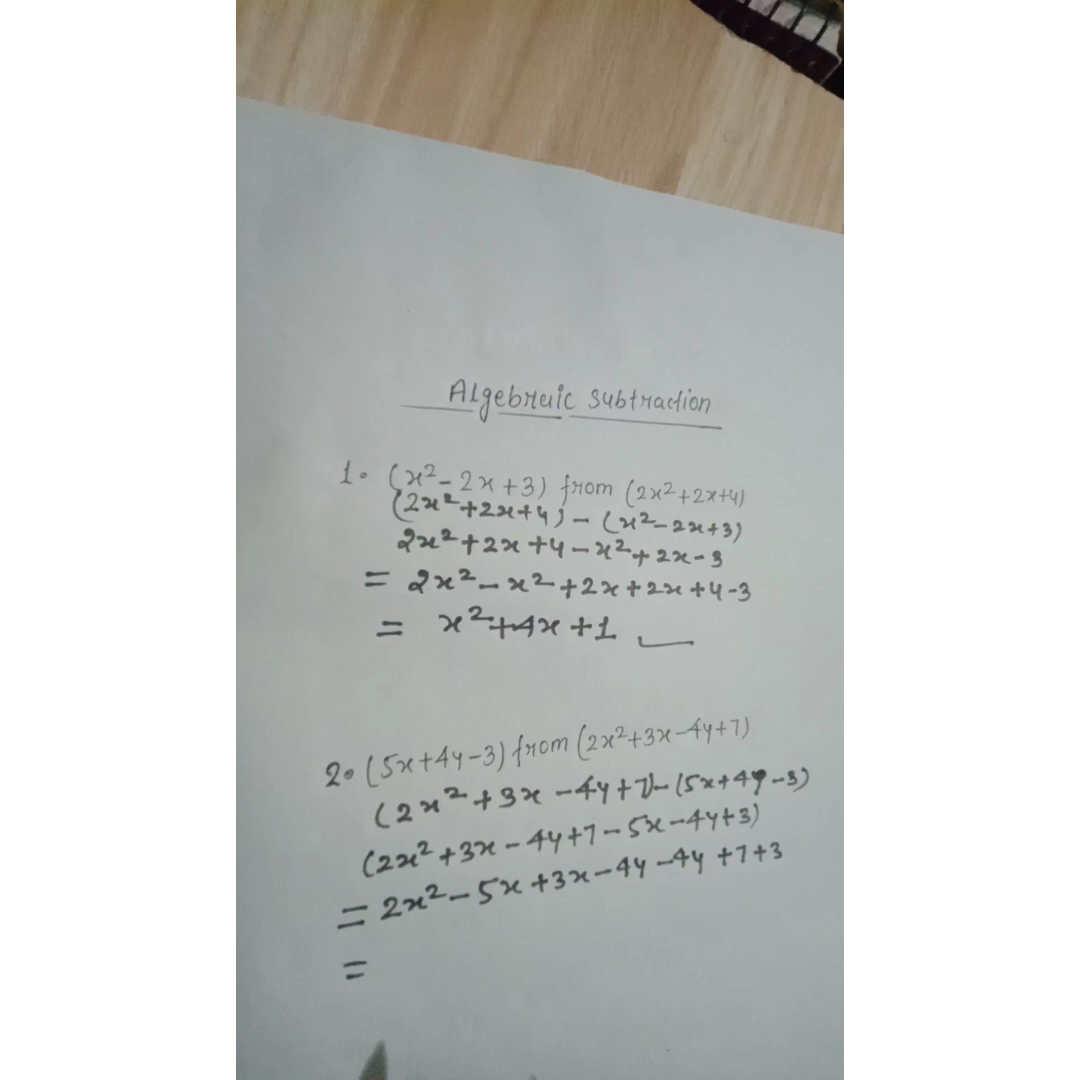 Algebraic subtraction
1. (x²-2x+3) from (2x²+2x+4)
(2x²+2x+4) - (x²-2x+3)
2x²+2x+4-x²+2x-3
= 2x²-x²+2x+2x+4-3
= x²+4x+1
2. (5x+4y-3) from (2x²+3x-4y+7)
(2x²+3x-4y+7)-(5x+4y-3)
(2x²+3x-4y+7-5x-4y+3)
= 2x²-5x+3x-4y-4y+7+3
=